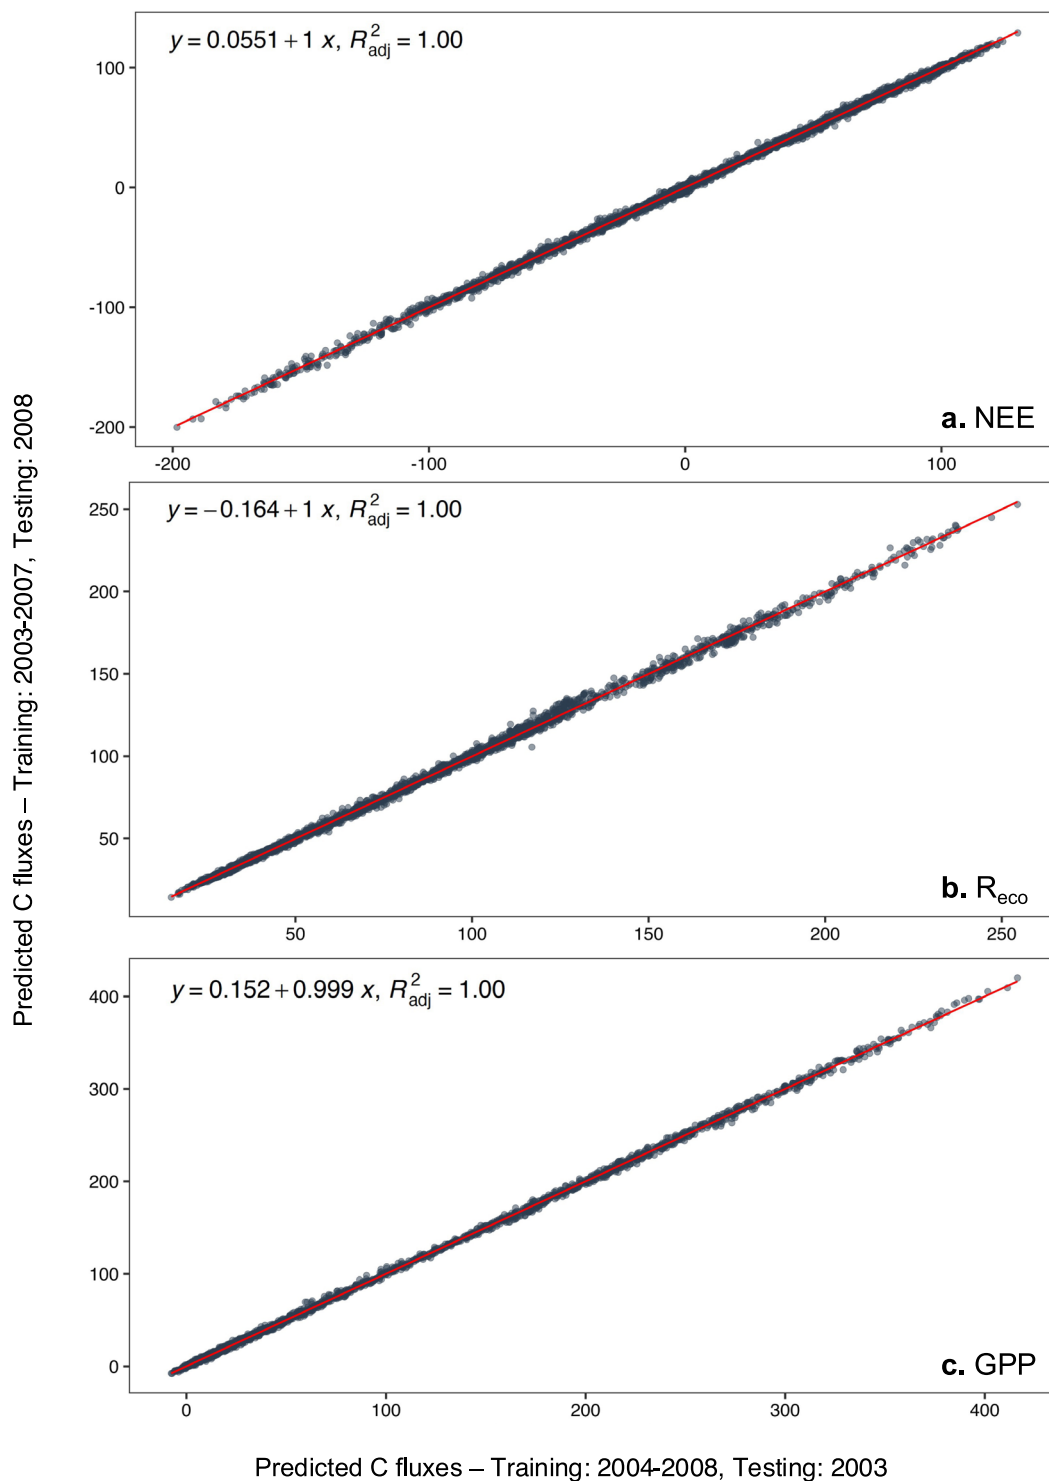 y = 0.0551 + 1 x, R²adj = 1.00
100
0
-100
-200
a. NEE
-200 -100 0 100
y = −0.164 + 1 x, R²adj = 1.00
250
200
150
100
50
b. Reco
50 100 150 200 250
y = 0.152 + 0.999 x, R²adj = 1.00
400
300
200
100
0
c. GPP
0 100 200 300 400
Predicted C fluxes – Training: 2003-2007, Testing: 2008
Predicted C fluxes – Training: 2004-2008, Testing: 2003